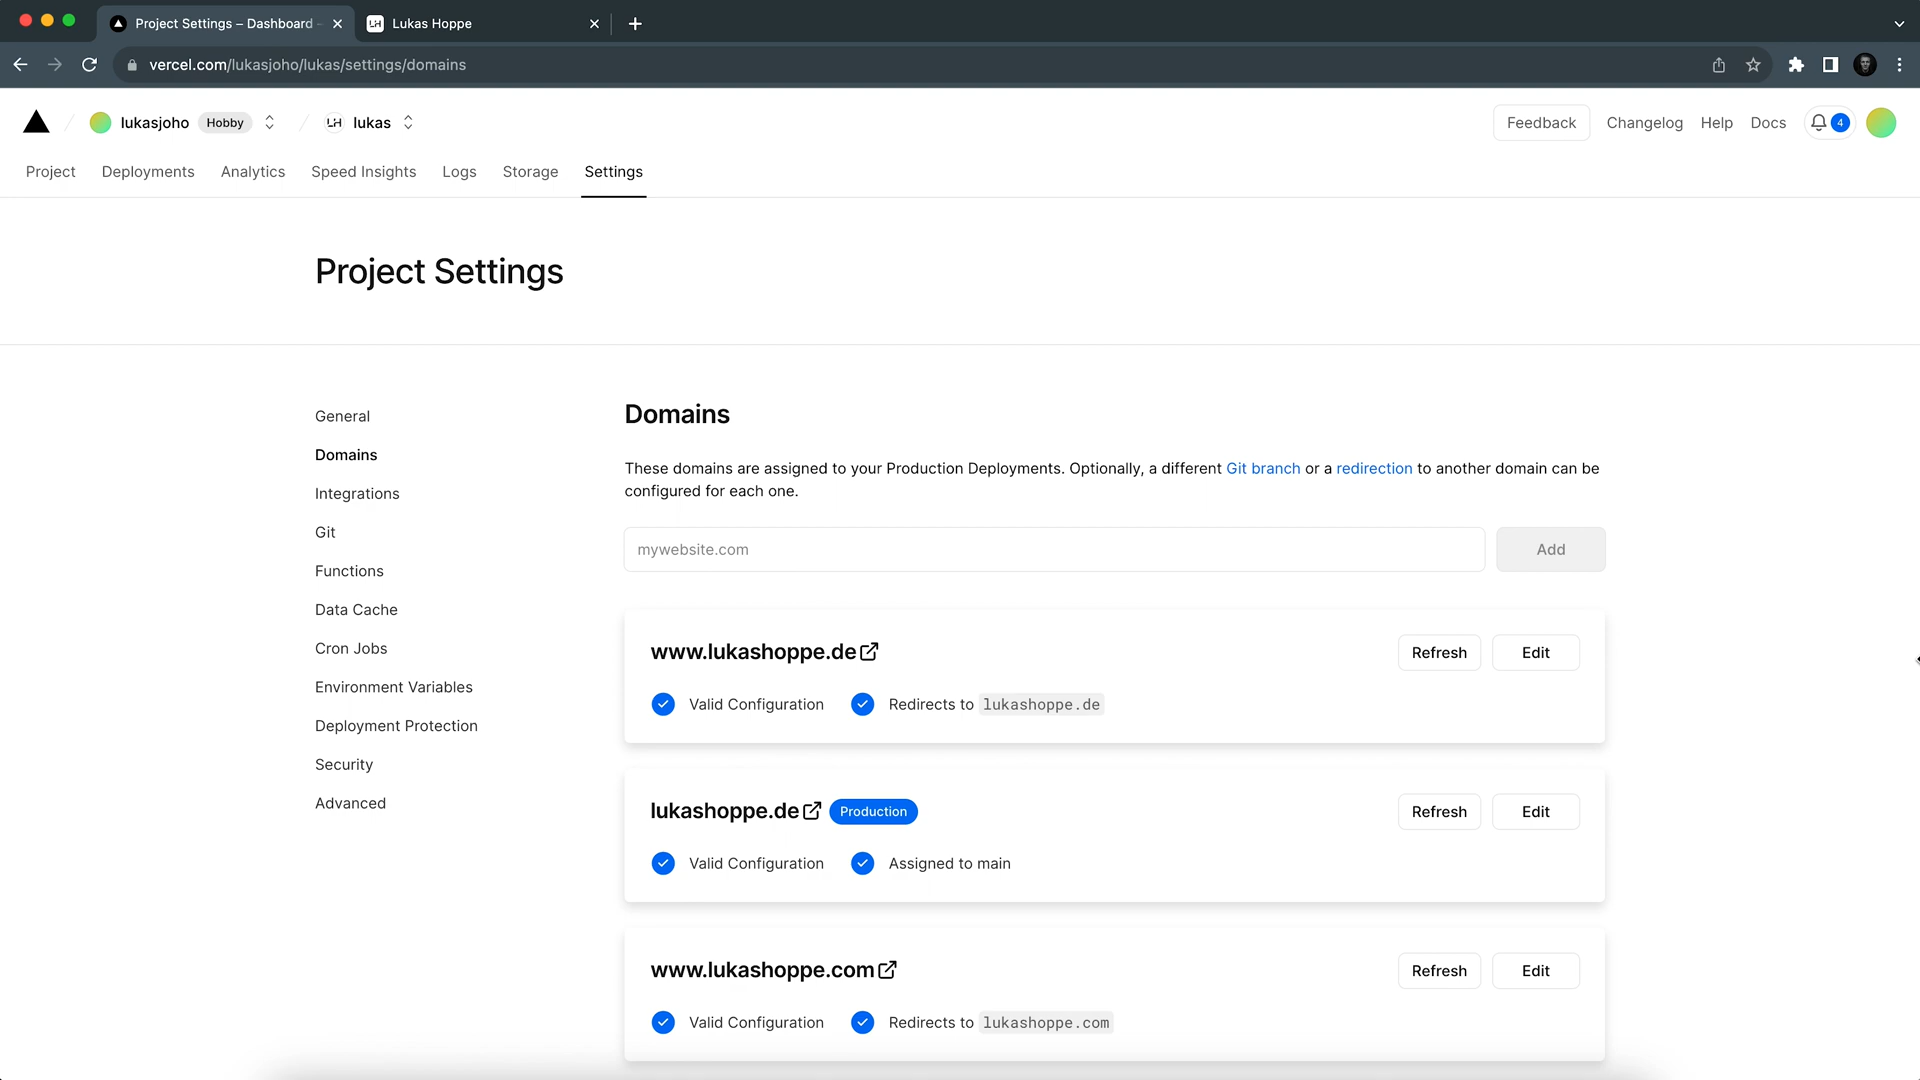 Project Settings – Dashboard
Lukas Hoppe
vercel.com/lukasjoho/lukas/settings/domains
lukasjoho Hobby
LH lukas
Feedback
Changelog
Help
Docs
4
Project
Deployments
Analytics
Speed Insights
Logs
Storage
Settings
Project Settings
General
Domains
Integrations
Git
Functions
Data Cache
Cron Jobs
Environment Variables
Deployment Protection
Security
Advanced
Domains
These domains are assigned to your Production Deployments. Optionally, a different Git branch or a redirection to another domain can be
configured for each one.
mywebsite.com
Add
www.lukashoppe.de
Refresh
Edit
Valid Configuration
Redirects to lukashoppe.de
lukashoppe.de
Production
Refresh
Edit
Valid Configuration
Assigned to main
www.lukashoppe.com
Refresh
Edit
Valid Configuration
Redirects to lukashoppe.com